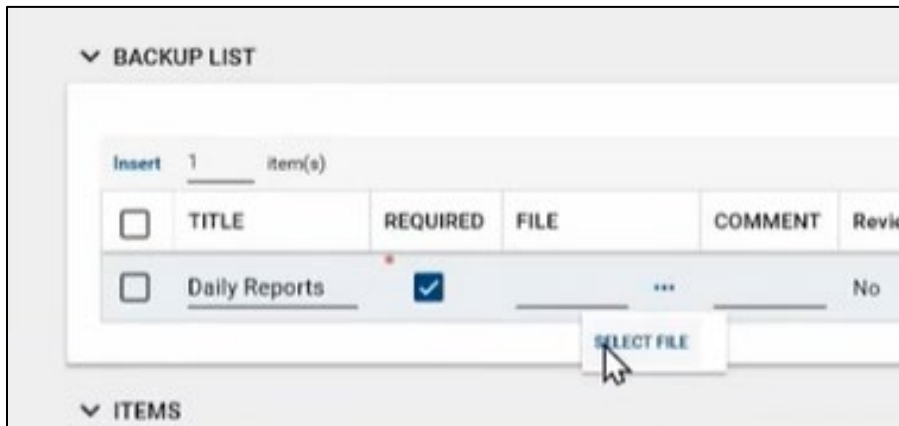 BACKUP LIST
Insert 1 item(s)
TITLE REQUIRED FILE COMMENT
Daily Reports ... No
SELECT FILE
ITEMS